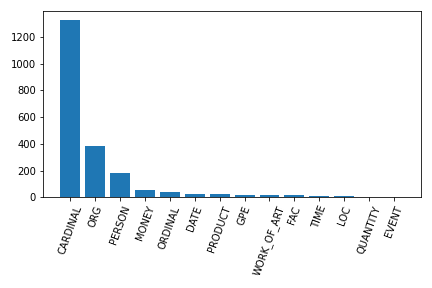 1200
1000
800
600
400
200
0
CARDINAL
ORG
PERSON
MONEY
ORDINAL
DATE
PRODUCT
GPE
WORK_OF_ART
FAC
TIME
LOC
QUANTITY
EVENT